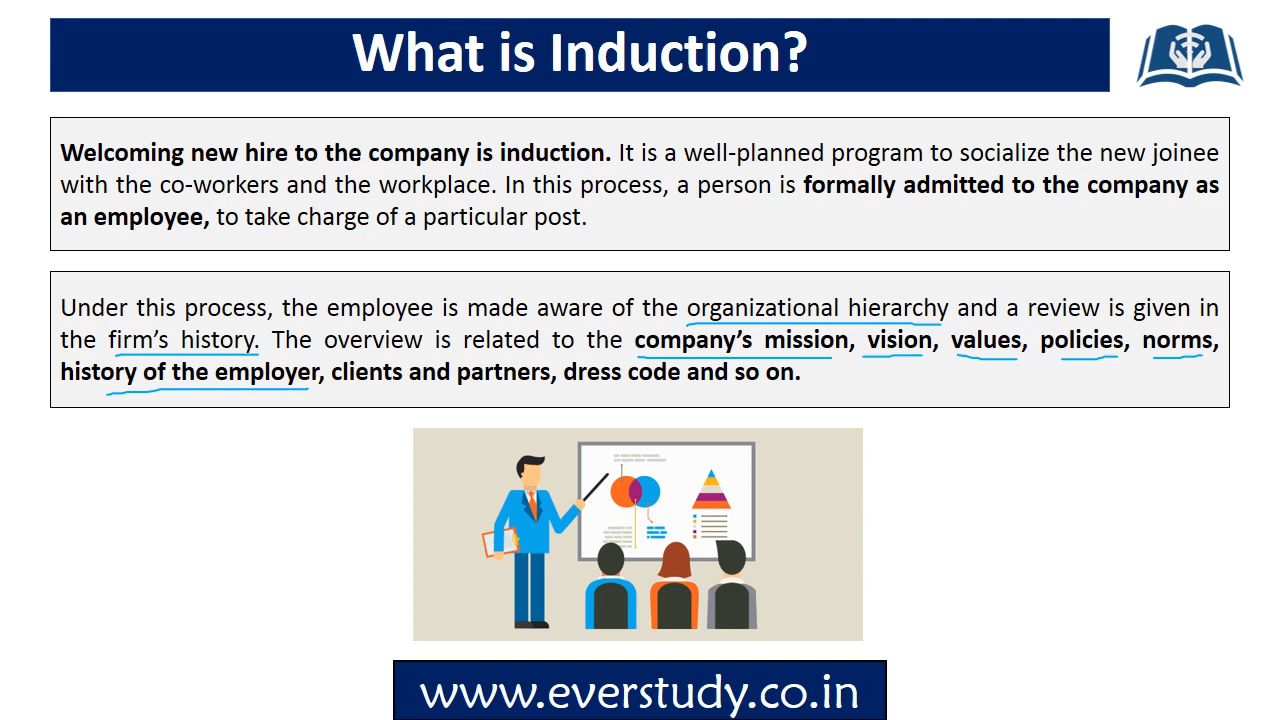 What is Induction?
Welcoming new hire to the company is induction. It is a well-planned program to socialize the new joinee
with the co-workers and the workplace. In this process, a person is formally admitted to the company as
an employee, to take charge of a particular post.
Under this process, the employee is made aware of the organizational hierarchy and a review is given in
the firm’s history. The overview is related to the company’s mission, vision, values, policies, norms,
history of the employer, clients and partners, dress code and so on.
www.everstudy.co.in